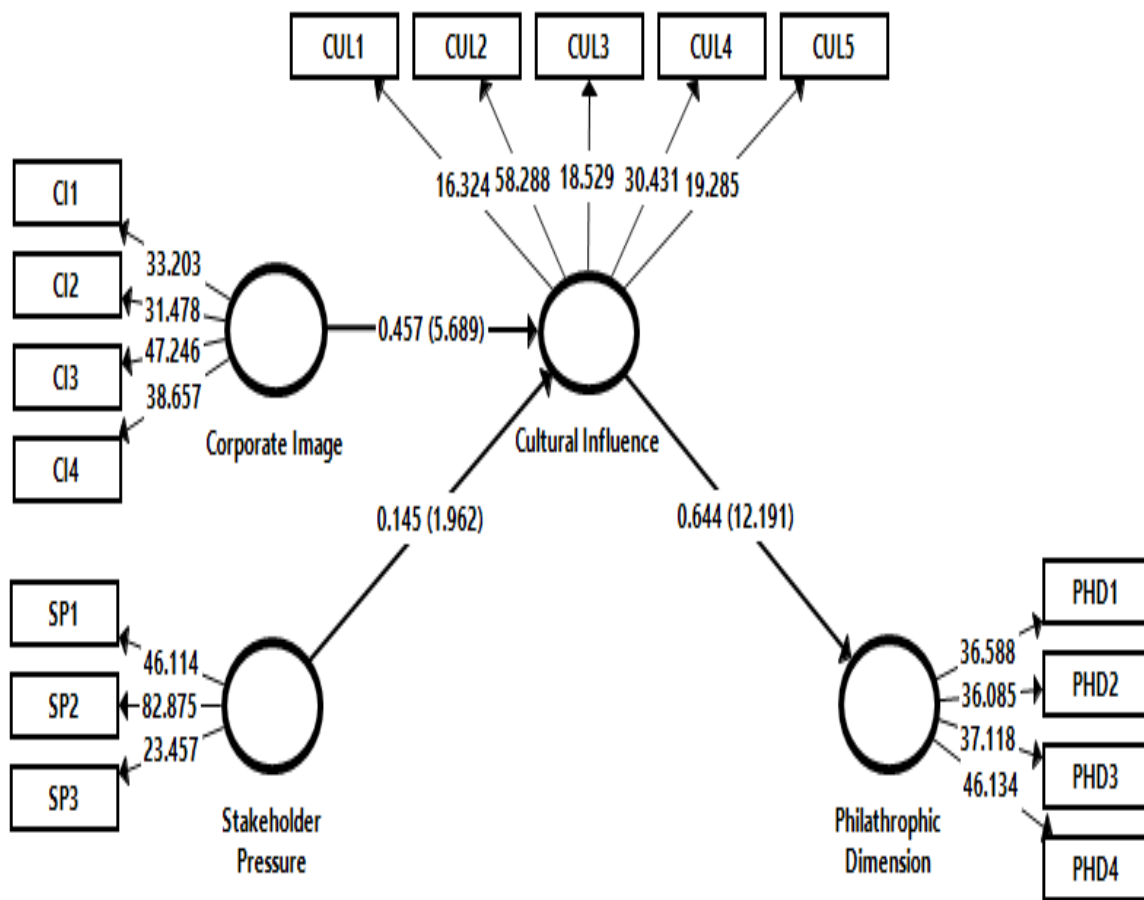 CUL1
CUL2
CUL3
CUL4
CUL5
16.324
58.288
18.529
30.431
19.285
CI1
CI2
CI3
CI4
33.203
31.478
47.246
38.657
Corporate Image
0.457 (5.689)
Cultural Influence
0.145 (1.962)
0.644 (12.191)
SP1
SP2
SP3
46.114
82.875
23.457
Stakeholder
Pressure
36.588
36.085
37.118
46.134
PHD1
PHD2
PHD3
PHD4
Philathrophic
Dimension